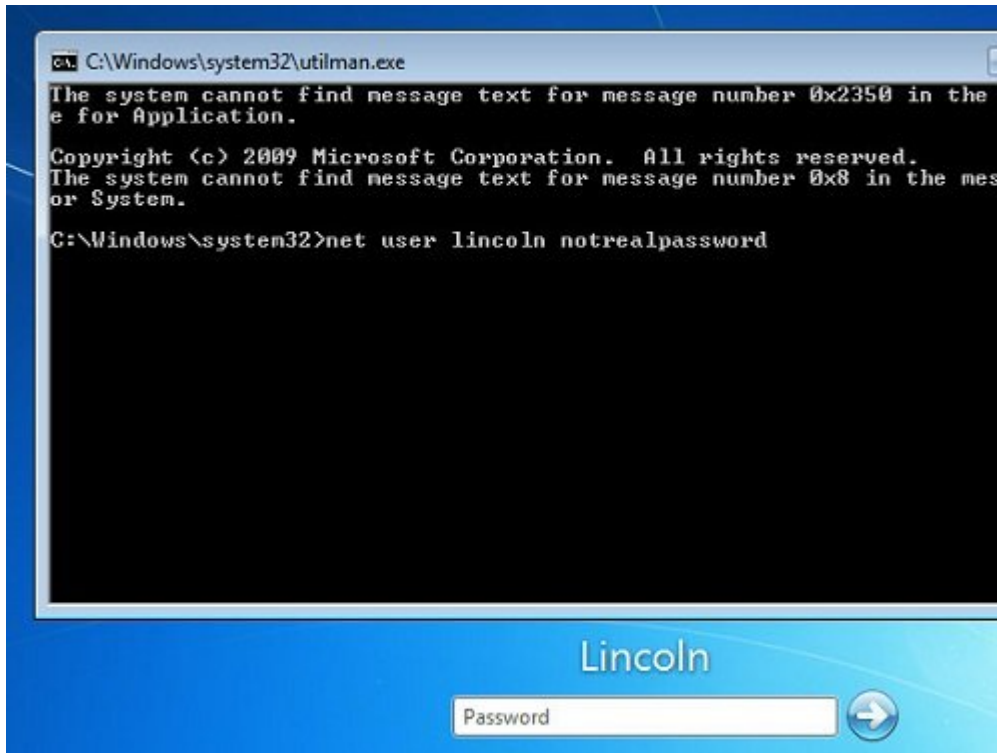 C:\Windows\system32\utilman.exe
The system cannot find message text for message number 0x2350 in the
e for Application.
Copyright (c) 2009 Microsoft Corporation.  All rights reserved.
The system cannot find message text for message number 0x8 in the mes
or System.
C:\Windows\system32>net user lincoln notrealpassword
Lincoln
Password